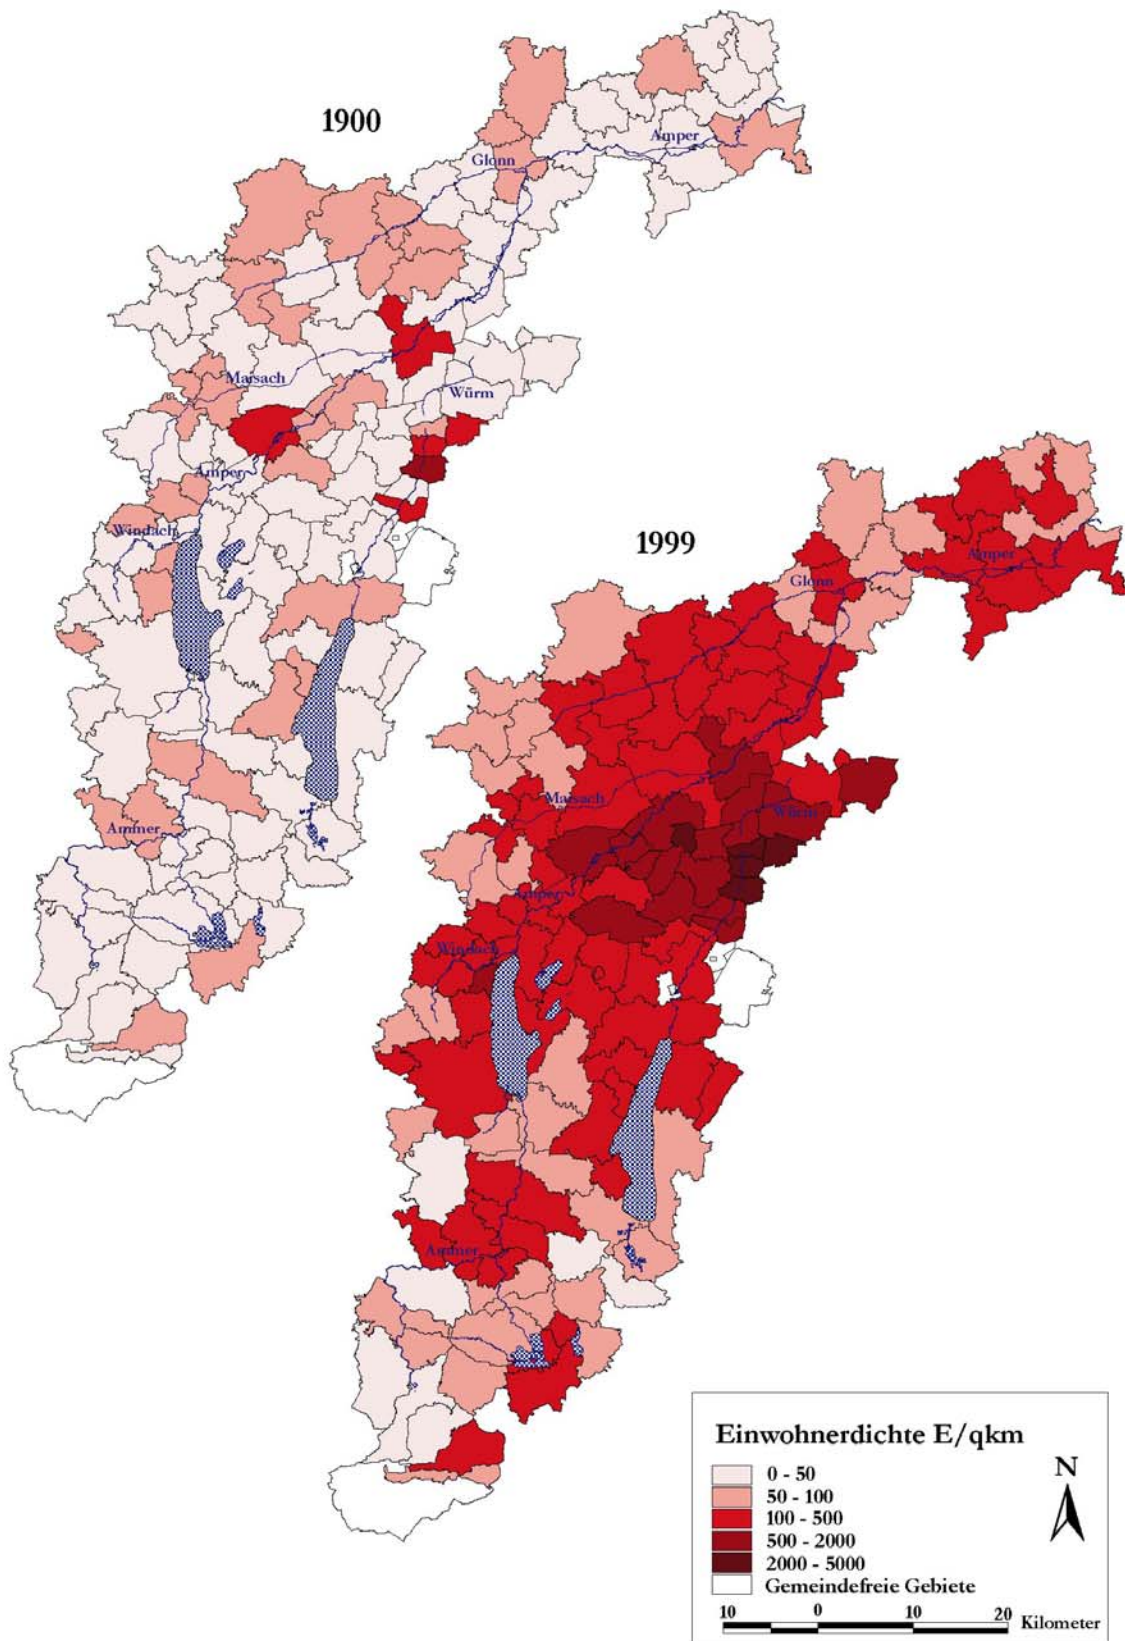 1900
Amper
Glonn
Maisach
Würm
Amper
Windach
Ammer
1999
Amper
Glonn
Maisach
Würm
Amper
Windach
Ammer
Einwohnerdichte E/qkm
0 - 50
50 - 100
100 - 500
500 - 2000
2000 - 5000
Gemeindefreie Gebiete
N
10 0 10 20 Kilometer